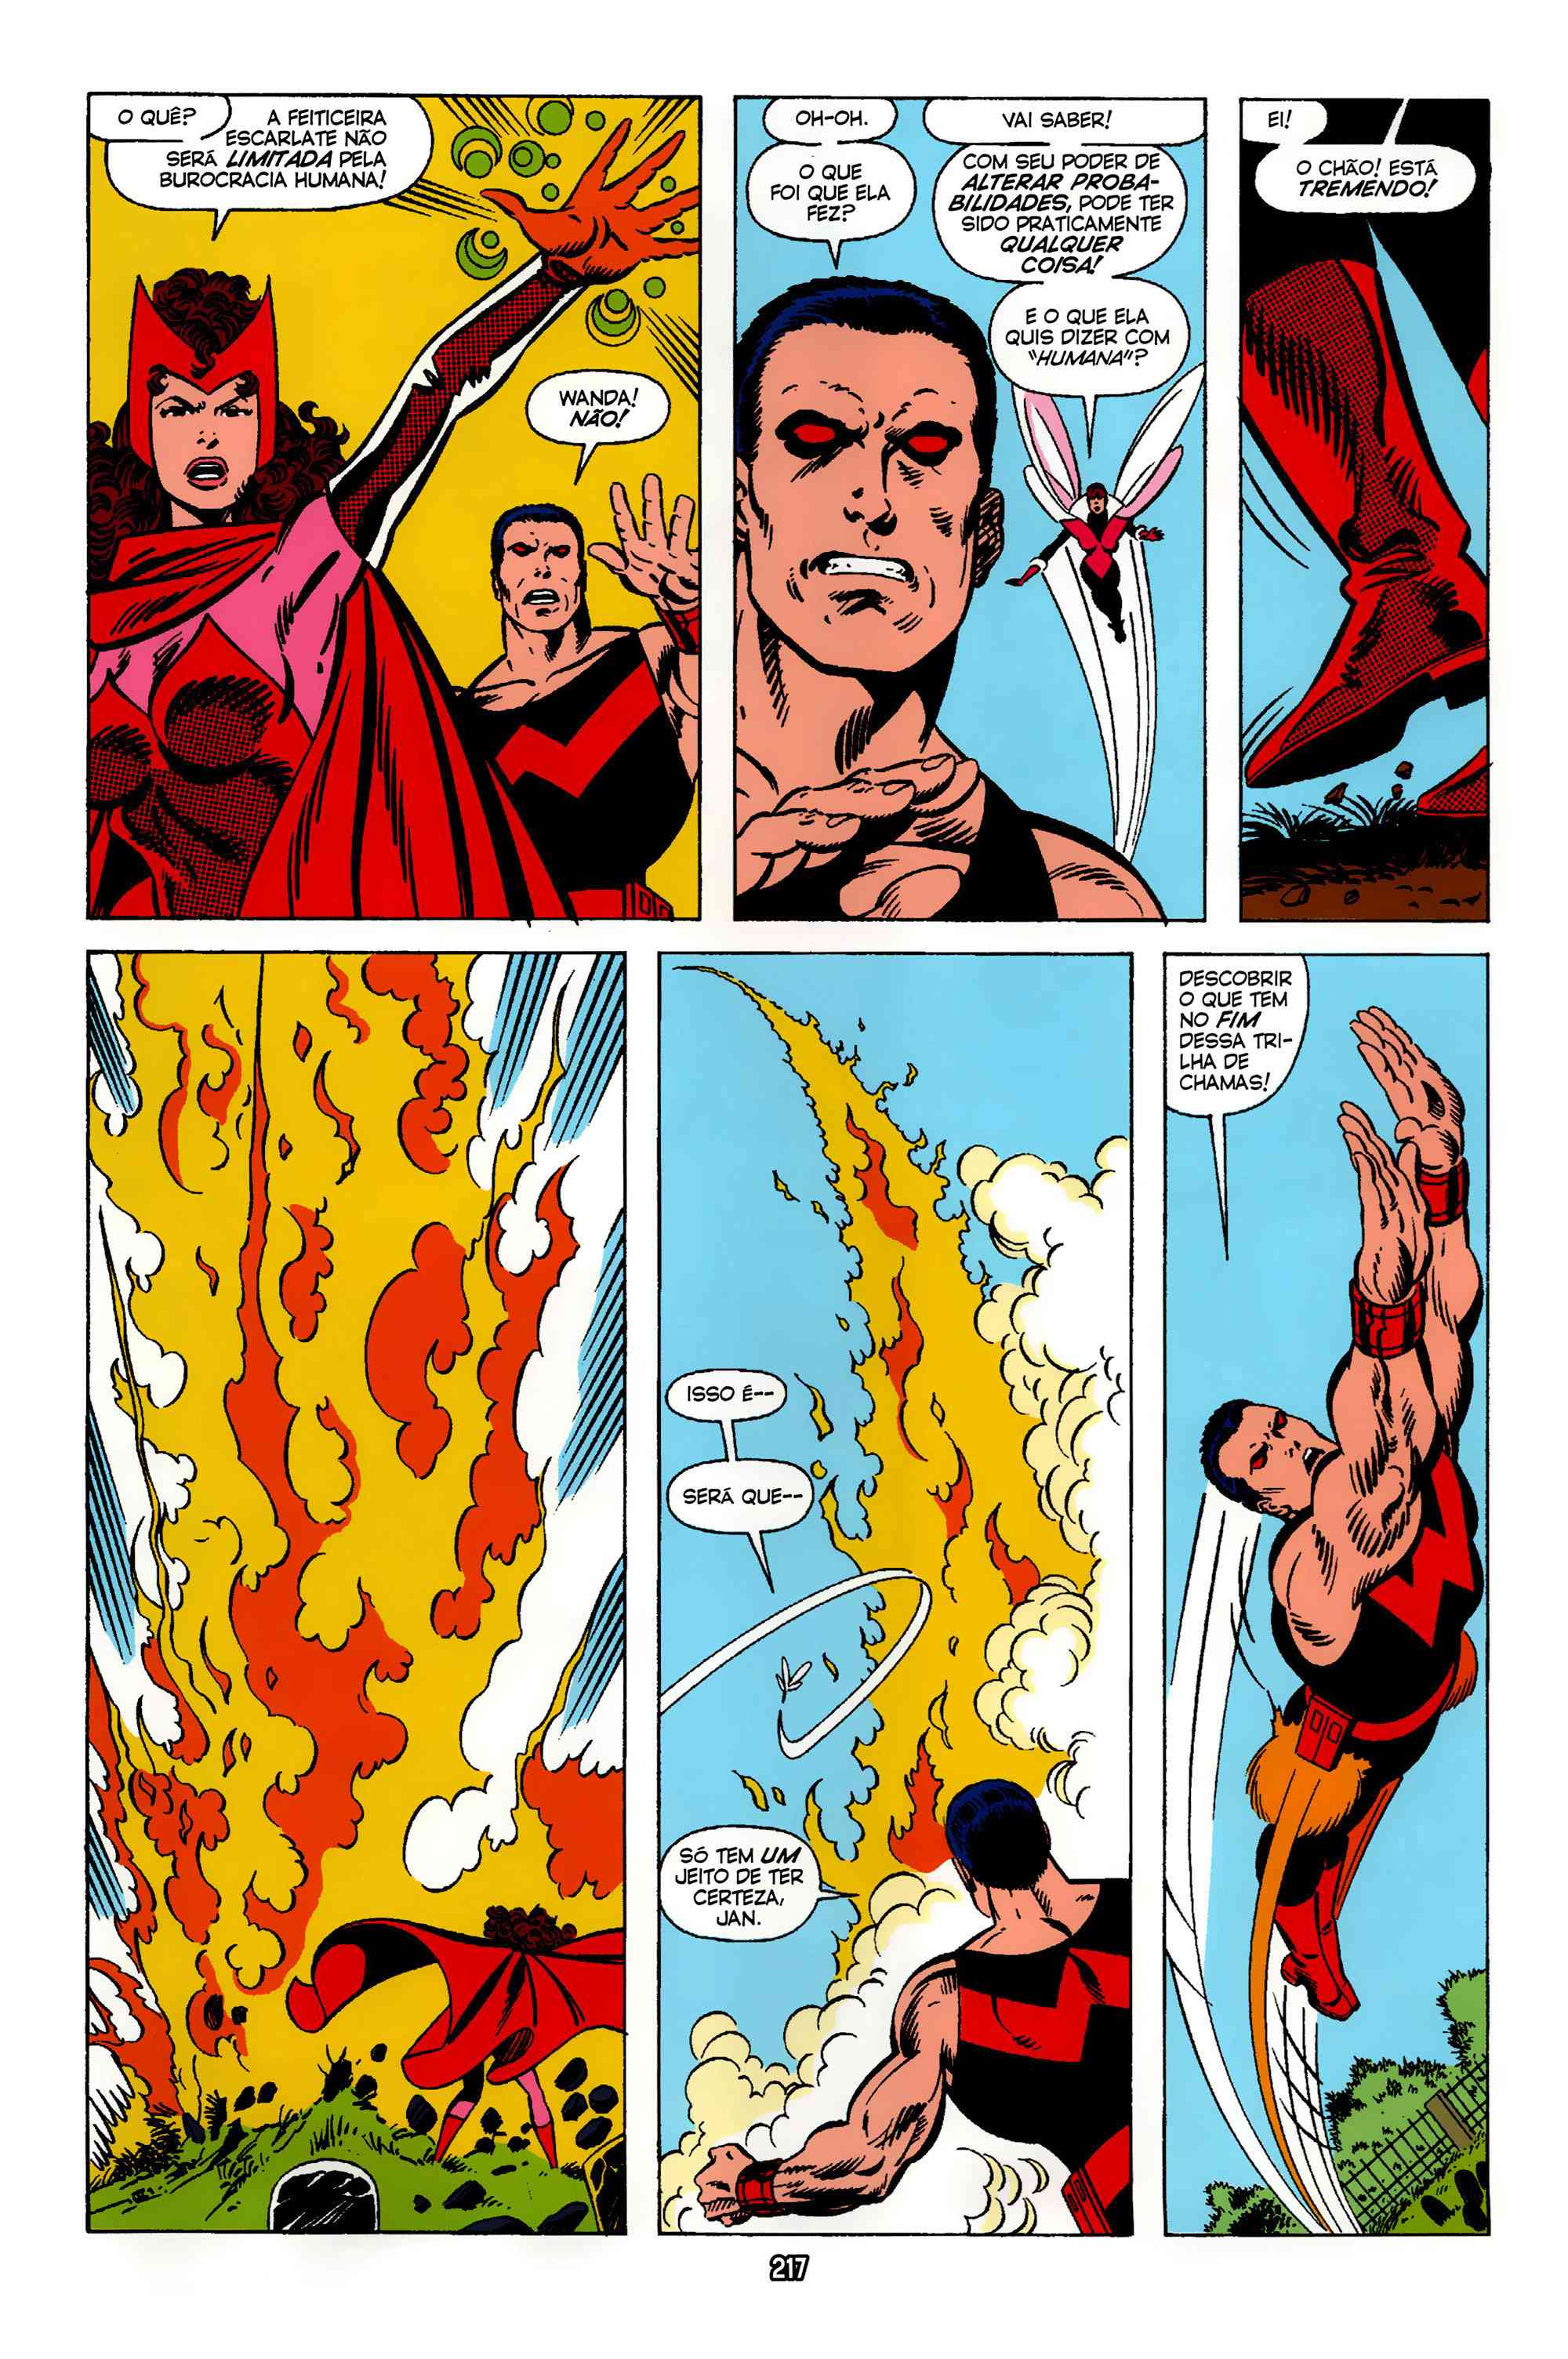 O QUÊ?
A FEITICEIRA
ESCARLATE NÃO
SERÁ LIMITADA PELA
BUROCRACIA HUMANA!
WANDA!
NÃO!
OH-OH.
O QUE
FOI QUE ELA
FEZ?
VAI SABER!
COM SEU PODER DE
ALTERAR PROBA-
BILIDADES, PODE TER
SIDO PRATICAMENTE
QUALQUER
COISA!
E O QUE ELA
QUIS DIZER COM
"HUMANA"?
EI!
O CHÃO! ESTÁ
TREMENDO!
ISSO É--
SERÁ QUE--
SÓ TEM UM
JEITO DE TER
CERTEZA,
JAN.
DESCOBRIR
O QUE TEM
NO FIM
DESSA TRI-
LHA DE
CHAMAS!
217